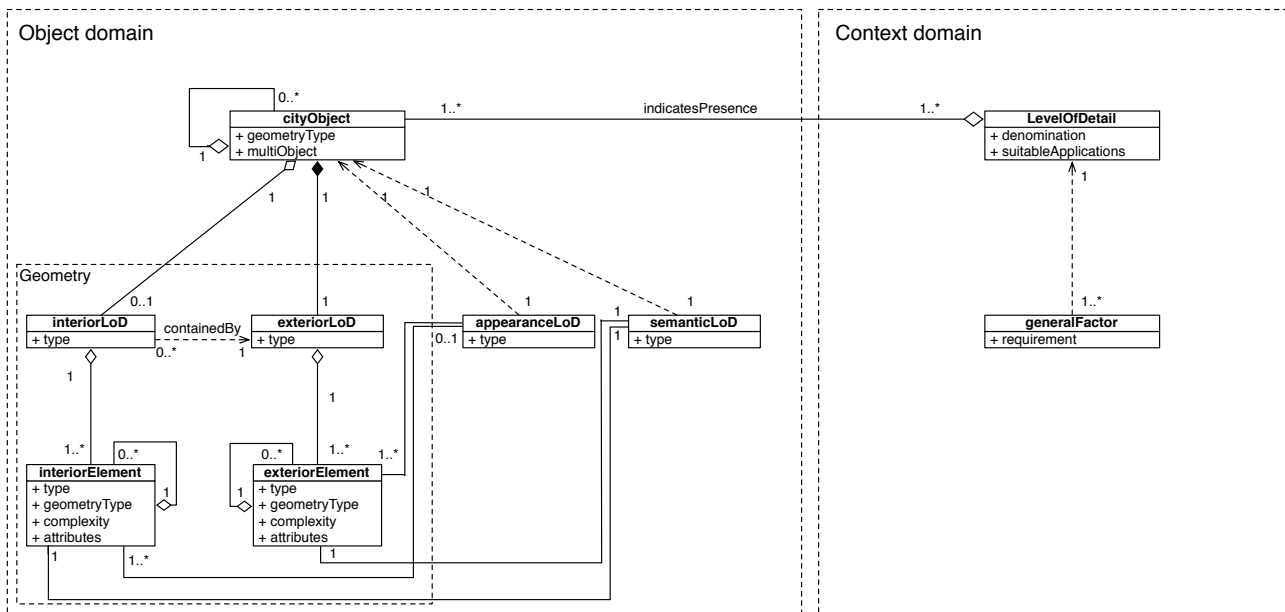 Object domain
Context domain
0..*
cityObject
+ geometryType
+ multiObject
1
1..*
indicatesPresence
1..*
LevelOfDetail
+ denomination
+ suitableApplications
1
1
1
1
1
Geometry
0..1
1
1
1
1..*
interiorLoD
+ type
containedBy
0..*
1
exteriorLoD
+ type
appearanceLoD
+ type
0..1
1
1
semanticLoD
+ type
generalFactor
+ requirement
1
1
1..*
0..*
0..*
1..*
1..*
interiorElement
+ type
+ geometryType
+ complexity
+ attributes
1
1
exteriorElement
+ type
+ geometryType
+ complexity
+ attributes
1
1..*
1